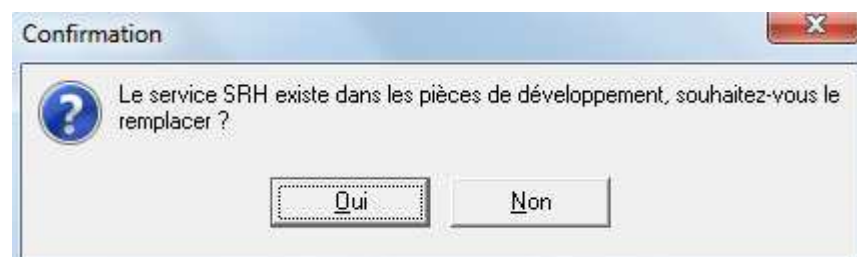 Confirmation
Le service SRH existe dans les pièces de développement, souhaitez-vous le
remplacer ?
Oui
Non